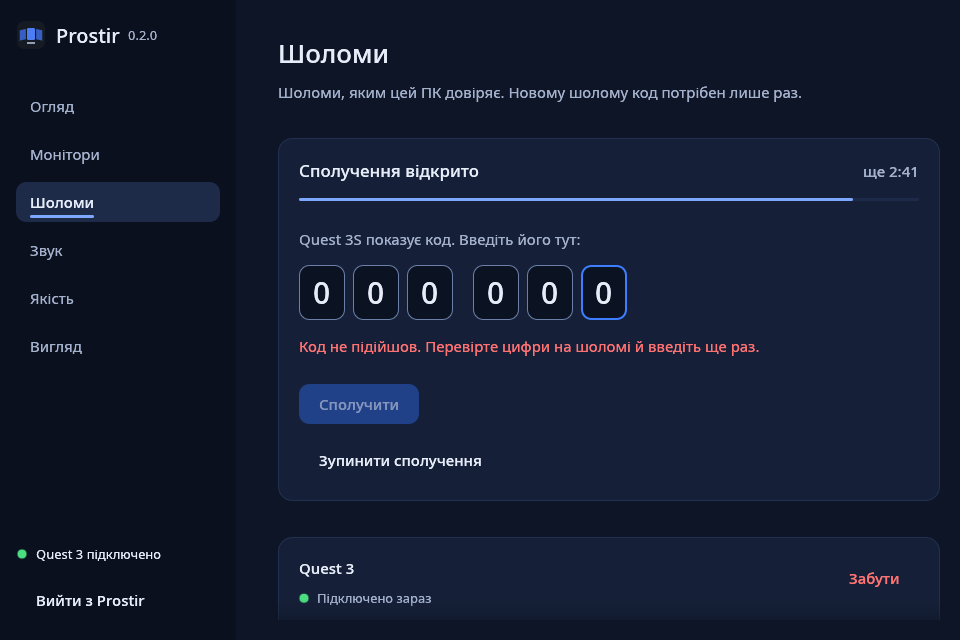 Prostir 0.2.0
Огляд
Монітори
Шоломи
Звук
Якість
Вигляд
Quest 3 підключено
Вийти з Prostir
Шоломи
Шоломи, яким цей ПК довіряє. Новому шолому код потрібен лише раз.
Сполучення відкрито
ще 2:41
Quest 3S показує код. Введіть його тут:
0 0 0 0 0 0
Код не підійшов. Перевірте цифри на шоломі й введіть ще раз.
Сполучити
Зупинити сполучення
Quest 3
Підключено зараз
Забути